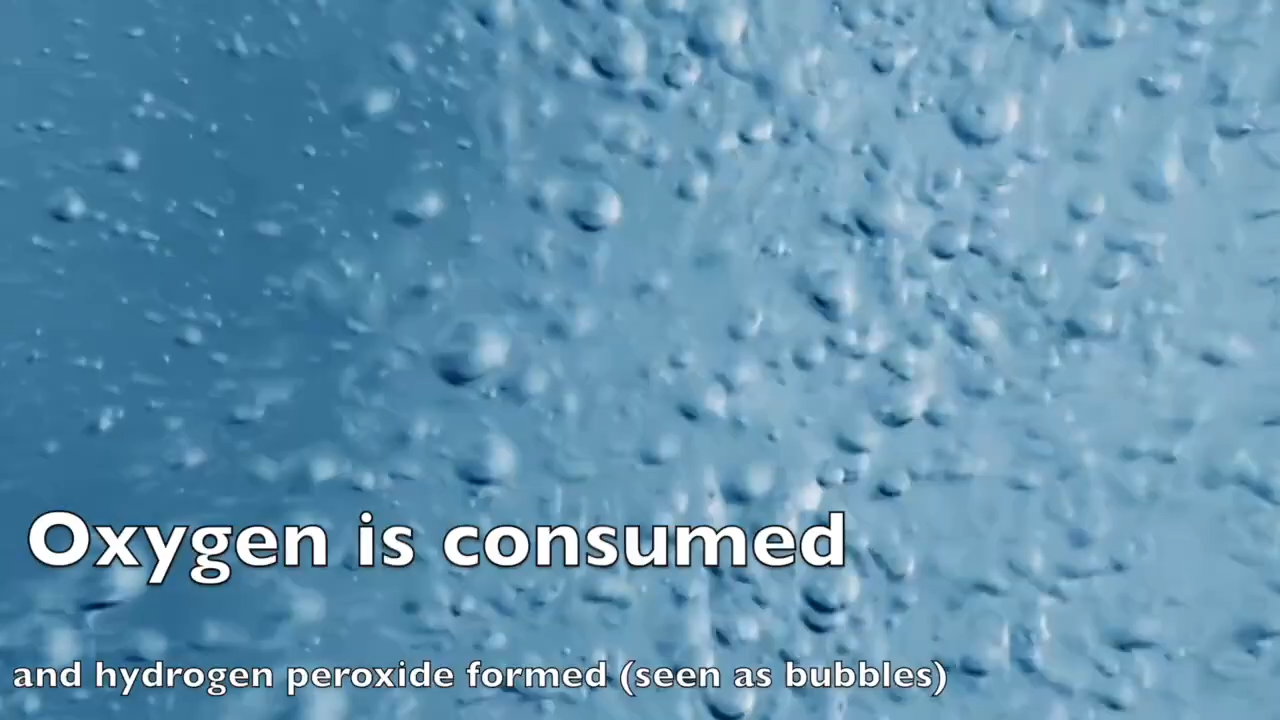 Oxygen is consumed
and hydrogen peroxide formed (seen as bubbles)